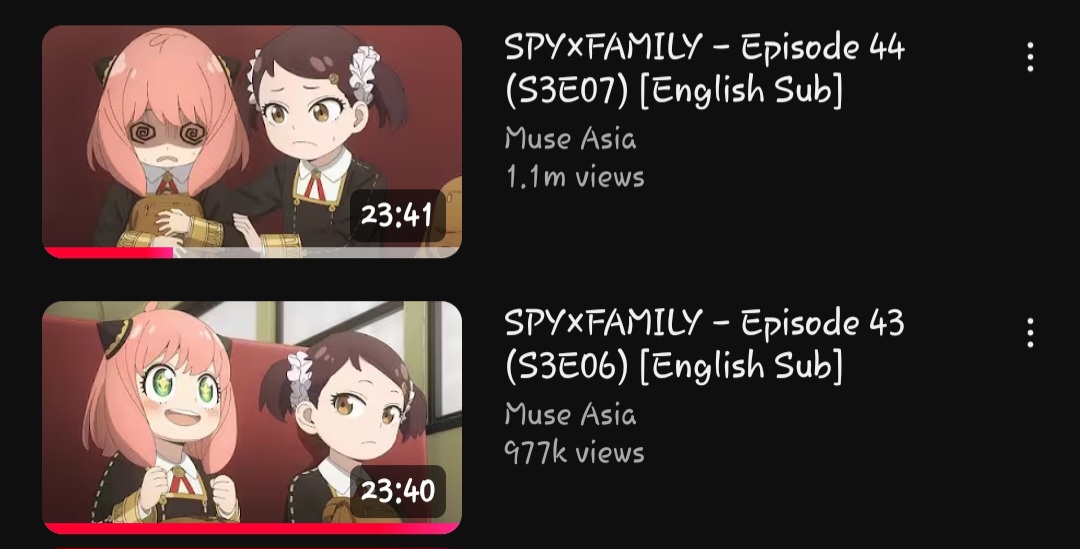 SPY×FAMILY - Episode 44
(S3E07) [English Sub]
Muse Asia
1.1m views
23:41
SPY×FAMILY - Episode 43
(S3E06) [English Sub]
Muse Asia
977k views
23:40